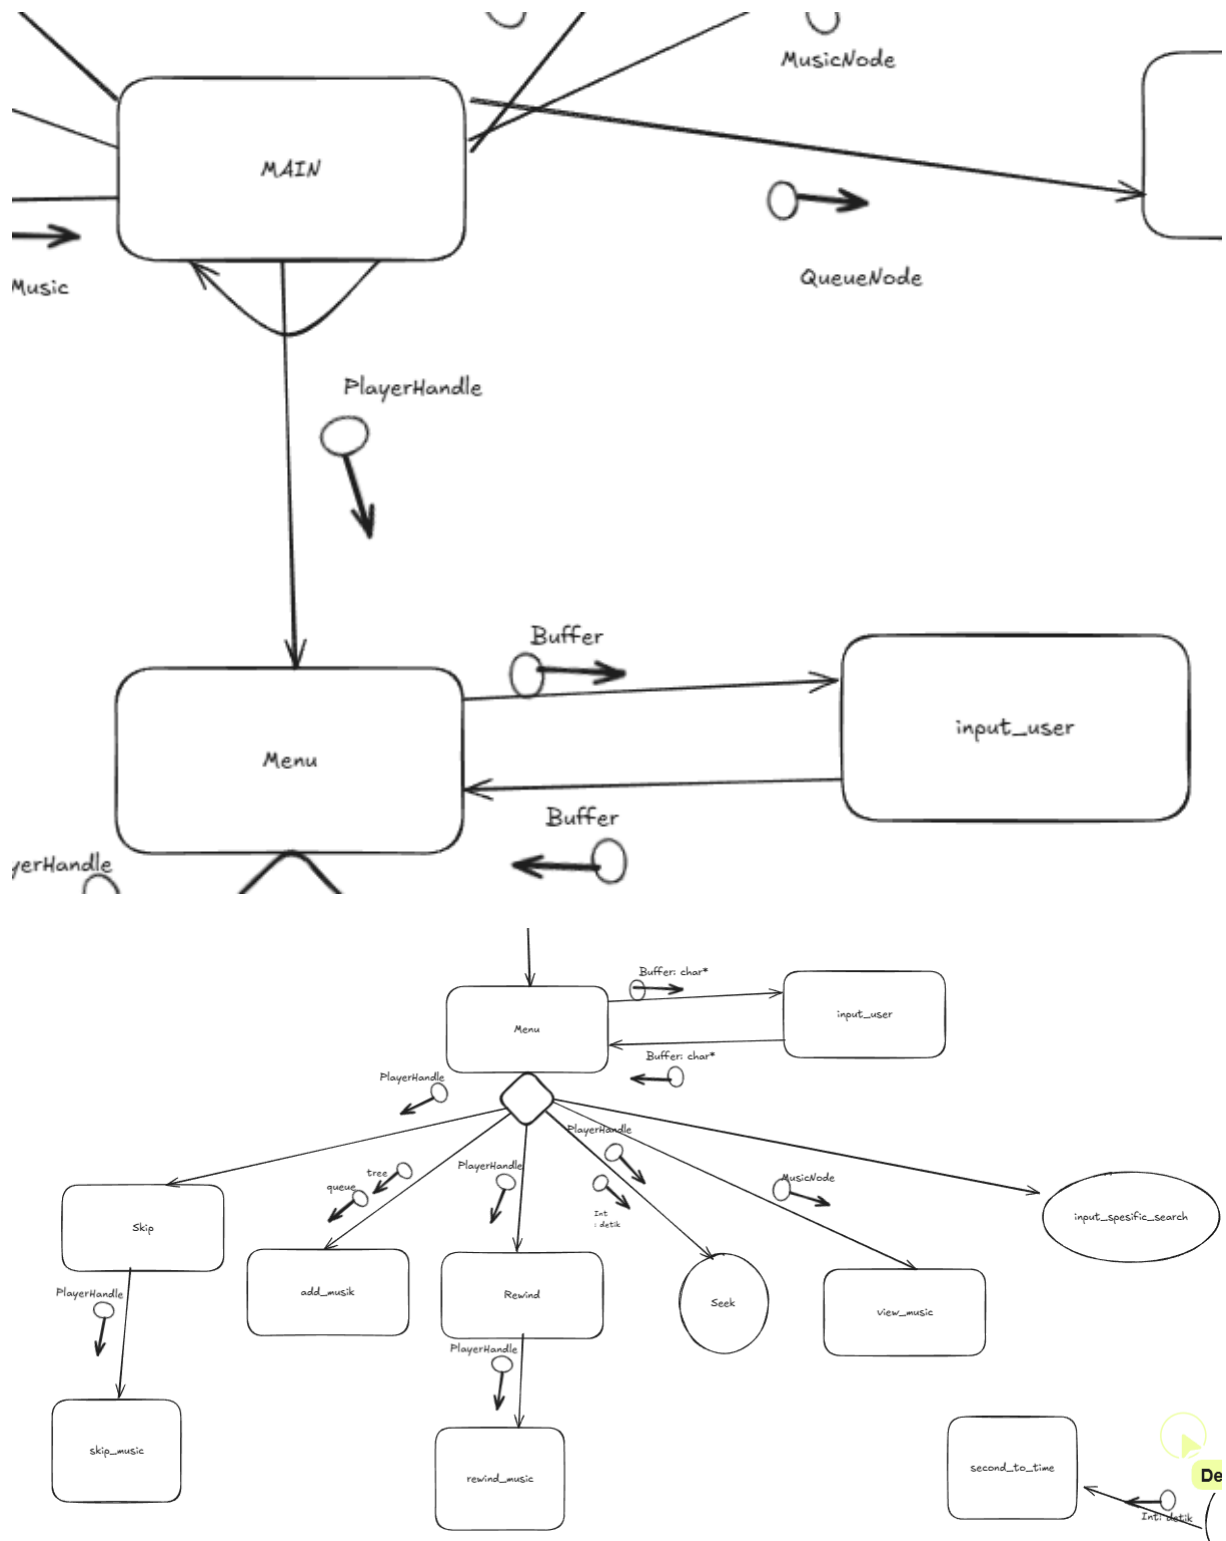 MusicNode
MAIN
Music
QueueNode
PlayerHandle
Buffer
input_user
Menu
Buffer
yerHandle
Buffer: char*
input_user
Menu
Buffer: char*
PlayerHandle
PlayerHandle
tree
PlayerHandle
queue
MusicNode
Int
: detik
input_spesific_search
Skip
add_musik
Rewind
Seek
view_music
PlayerHandle
PlayerHandle
skip_music
rewind_music
second_to_time
De
Int: detik